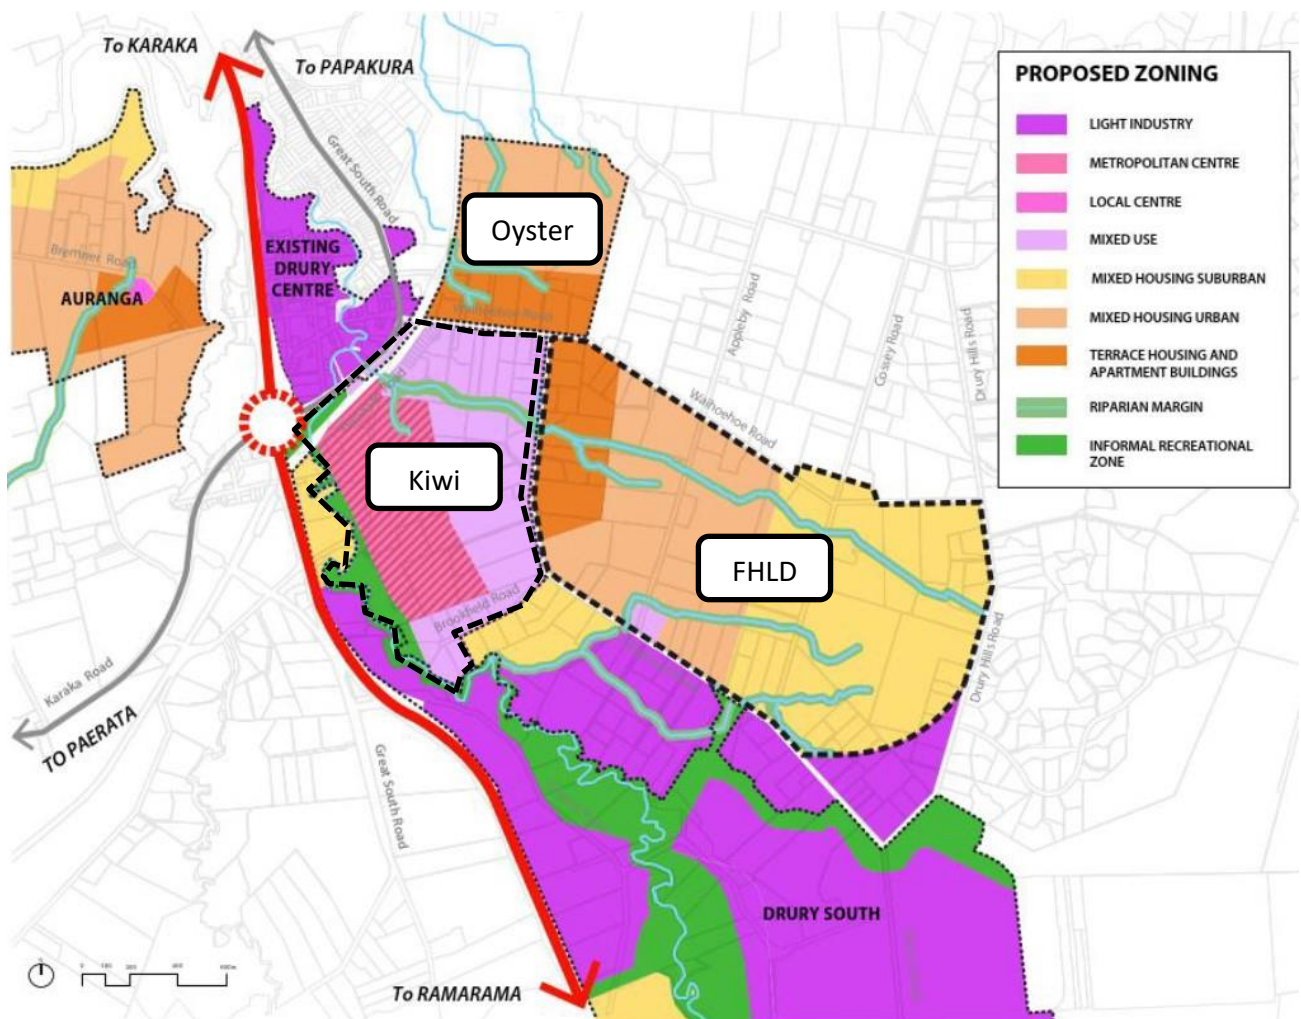 To KARAKA
To PAPAKURA
Great South Road
PROPOSED ZONING
LIGHT INDUSTRY
METROPOLITAN CENTRE
LOCAL CENTRE
MIXED USE
MIXED HOUSING SUBURBAN
MIXED HOUSING URBAN
TERRACE HOUSING AND
APARTMENT BUILDINGS
RIPARIAN MARGIN
INFORMAL RECREATIONAL
ZONE
Oyster
EXISTING
DRURY
CENTRE
Bremner Road
AURANGA
Waihoehoe Road
Appleby Road
Cossey Road
Drury Hills Road
Waihoehoe Road
Kiwi
FHLD
Brookfield Road
Drury Hills Road
Karaka Road
TO PAERATA
Great South Road
DRURY SOUTH
To RAMARAMA